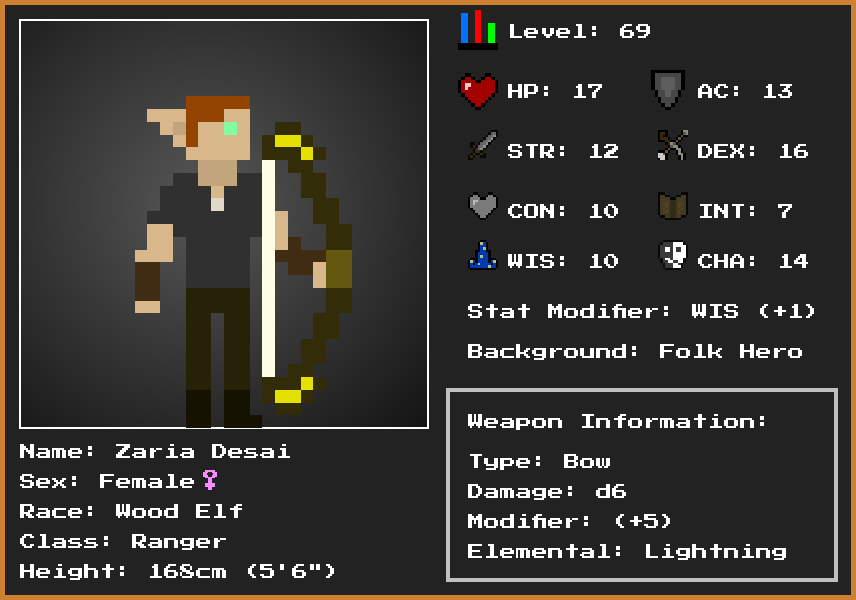 Level: 69
HP: 17 AC: 13
STR: 12 DEX: 16
CON: 10 INT: 7
WIS: 10 CHA: 14
Stat Modifier: WIS (+1)
Background: Folk Hero
Weapon Information:
Type: Bow
Damage: d6
Modifier: (+5)
Elemental: Lightning
Name: Zaria Desai
Sex: Female♀
Race: Wood Elf
Class: Ranger
Height: 168cm (5'6")